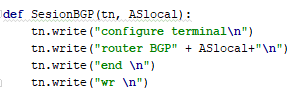 def SesionBGP(tn, ASlocal):
tn.write("configure terminal\n")
tn.write("router BGP" + ASlocal+"\n")
tn.write("end \n")
tn.write("wr \n")